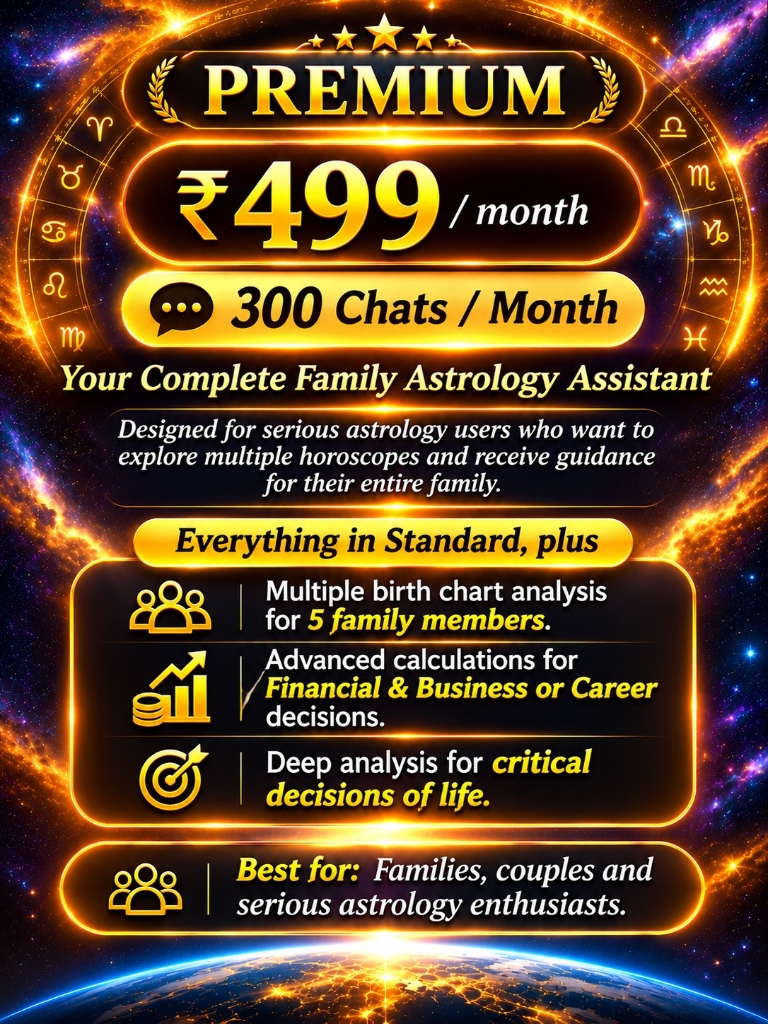 PREMIUM
₹499 / month
300 Chats / Month
Your Complete Family Astrology Assistant
Designed for serious astrology users who want to
explore multiple horoscopes and receive guidance
for their entire family.
Everything in Standard, plus
Multiple birth chart analysis
for 5 family members.
Advanced calculations for
Financial & Business or Career
decisions.
Deep analysis for critical
decisions of life.
Best for: Families, couples and
serious astrology enthusiasts.